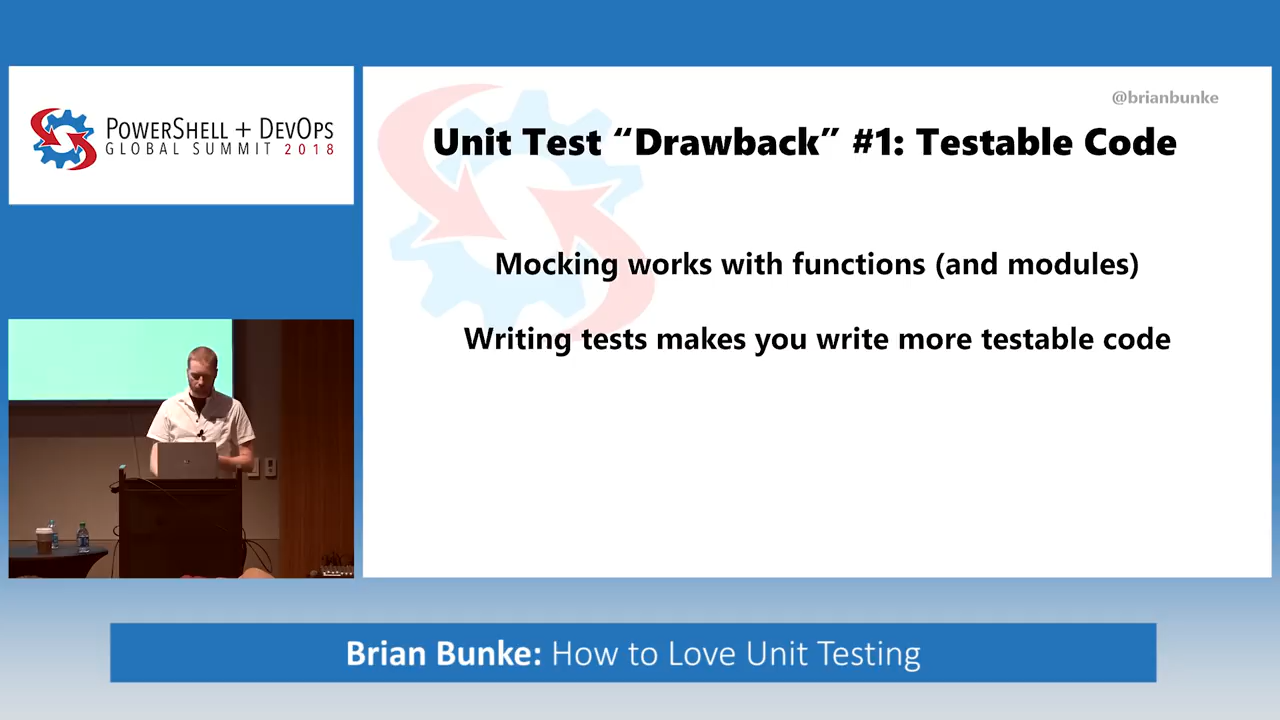 POWERSHELL + DEVOPS
GLOBAL SUMMIT 2018
@brianbunke
Unit Test “Drawback” #1: Testable Code
Mocking works with functions (and modules)
Writing tests makes you write more testable code
Brian Bunke: How to Love Unit Testing